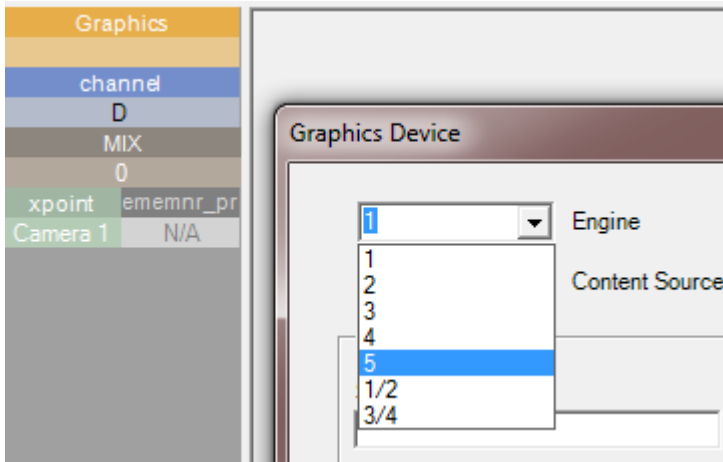 Graphics
channel
D
MIX
0
xpoint ememnr_pr
Camera 1 N/A
Graphics Device
1 Engine
1
2
Content Source
3
4
5
1/2
3/4